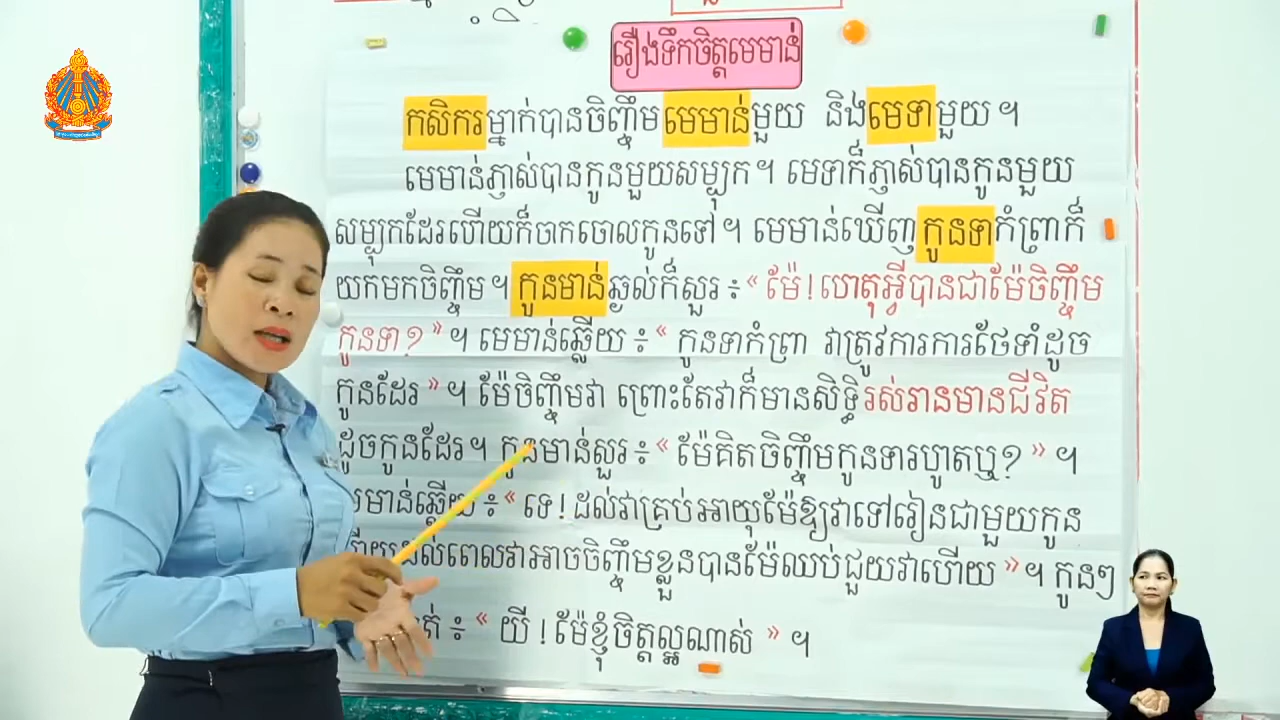 រឿងទឹកចិត្តមេមាន់
កសិករម្នាក់បានចិញ្ចឹមមេមាន់មួយ និងមេទាមួយ។
មេមាន់ភ្ញាស់បានកូនមួយសម្បុក។ មេទាក៏ភ្ញាស់បានកូនមួយ
សម្បុកដែរហើយក៏ចាកចោលកូនទៅ។ មេមាន់ឃើញកូនទាកំព្រាក៏
យកមកចិញ្ចឹម។ កូនមាន់ឆ្ងល់ក៏សួរ ៖ « ម៉ែ ! ហេតុអ្វីបានជាម៉ែចិញ្ចឹម
កូនទា? »។ មេមាន់ឆ្លើយ ៖ « កូនទាកំព្រា វាត្រូវការការថែទាំដូច
កូនដែរ »។ ម៉ែចិញ្ចឹមវា ព្រោះតែវាក៏មានសិទ្ធិរស់រានមានជីវិត
ដូចកូនដែរ។ កូនមាន់សួរ ៖ « ម៉ែគិតចិញ្ចឹមកូនទារហូតឬ? » ។
មាន់ឆ្លើយ ៖ « ទេ ! ដល់វាគ្រប់អាយុម៉ែឱ្យវាទៅរៀនជាមួយកូន
ដល់ពេលវាអាចចិញ្ចឹមខ្លួនបានម៉ែឈប់ជួយវាហើយ »។ កូនៗ
៖ « យី ! ម៉ែខ្ញុំចិត្តល្អណាស់ » ។